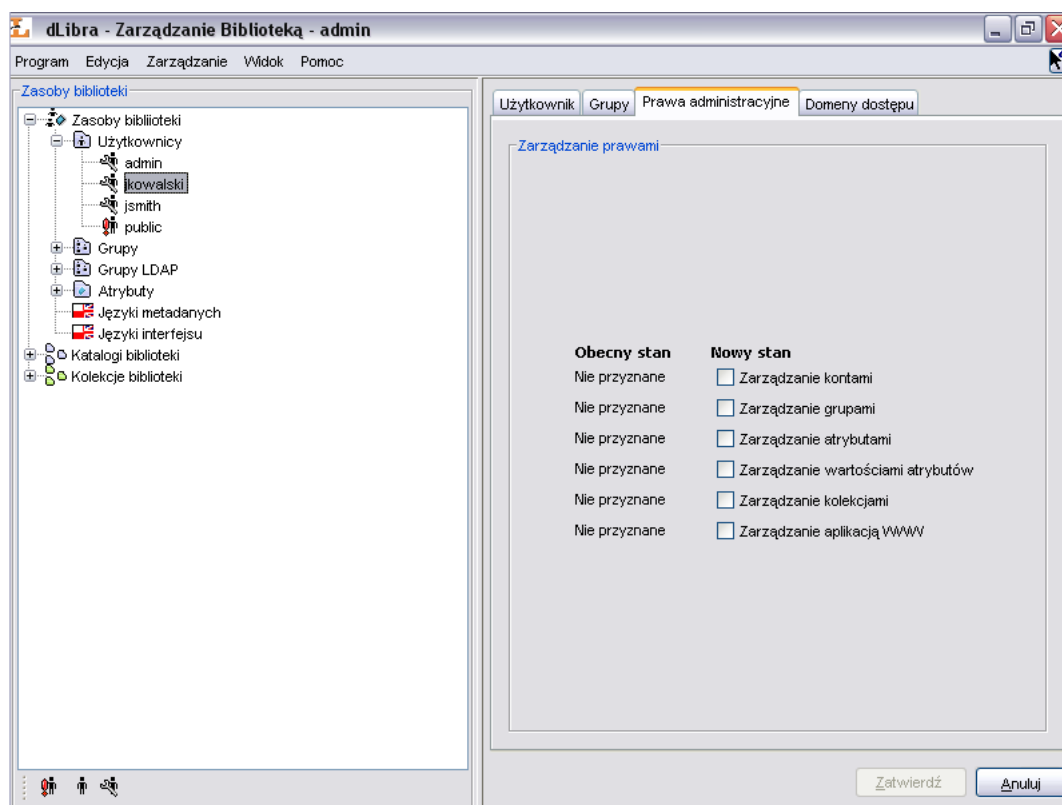 dLibra - Zarządzanie Biblioteką - admin
Program Edycja Zarządzanie Widok Pomoc
Zasoby biblioteki
Zasoby bibliioteki
Użytkownicy
admin
jkowalski
jsmith
public
Grupy
Grupy LDAP
Atrybuty
Języki metadanych
Języki interfejsu
Katalogi biblioteki
Kolekcje biblioteki
Użytkownik Grupy Prawa administracyjne Domeny dostępu
Zarządzanie prawami
Obecny stan Nowy stan
Nie przyznane Zarządzanie kontami
Nie przyznane Zarządzanie grupami
Nie przyznane Zarządzanie atrybutami
Nie przyznane Zarządzanie wartościami atrybutów
Nie przyznane Zarządzanie kolekcjami
Nie przyznane Zarządzanie aplikacją WWW
Zatwierdź Anuluj